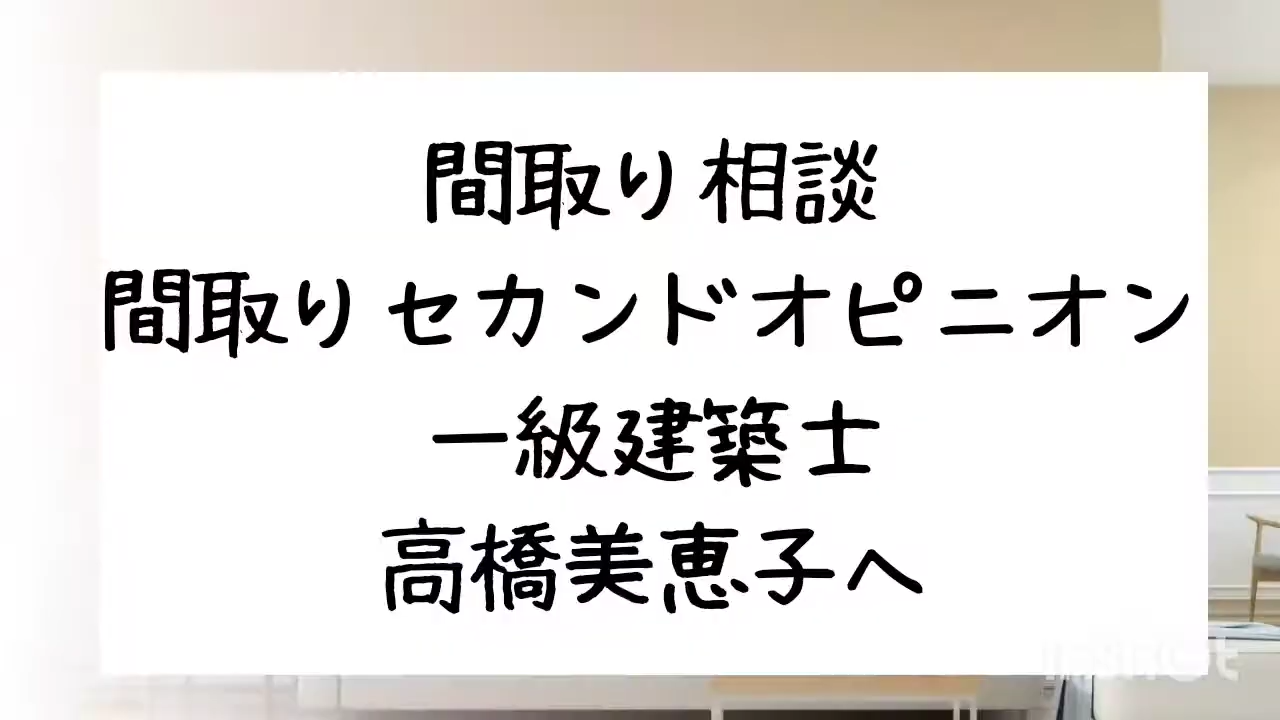 間取り相談
間取りセカンドオピニオン
一級建築士
高橋美恵子へ